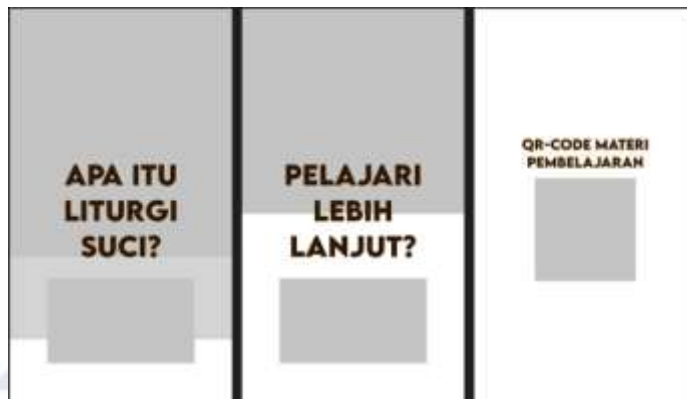 APA ITU
LITURGI
SUCI?
PELAJARI
LEBIH
LANJUT?
QR-CODE MATERI
PEMBELAJARAN